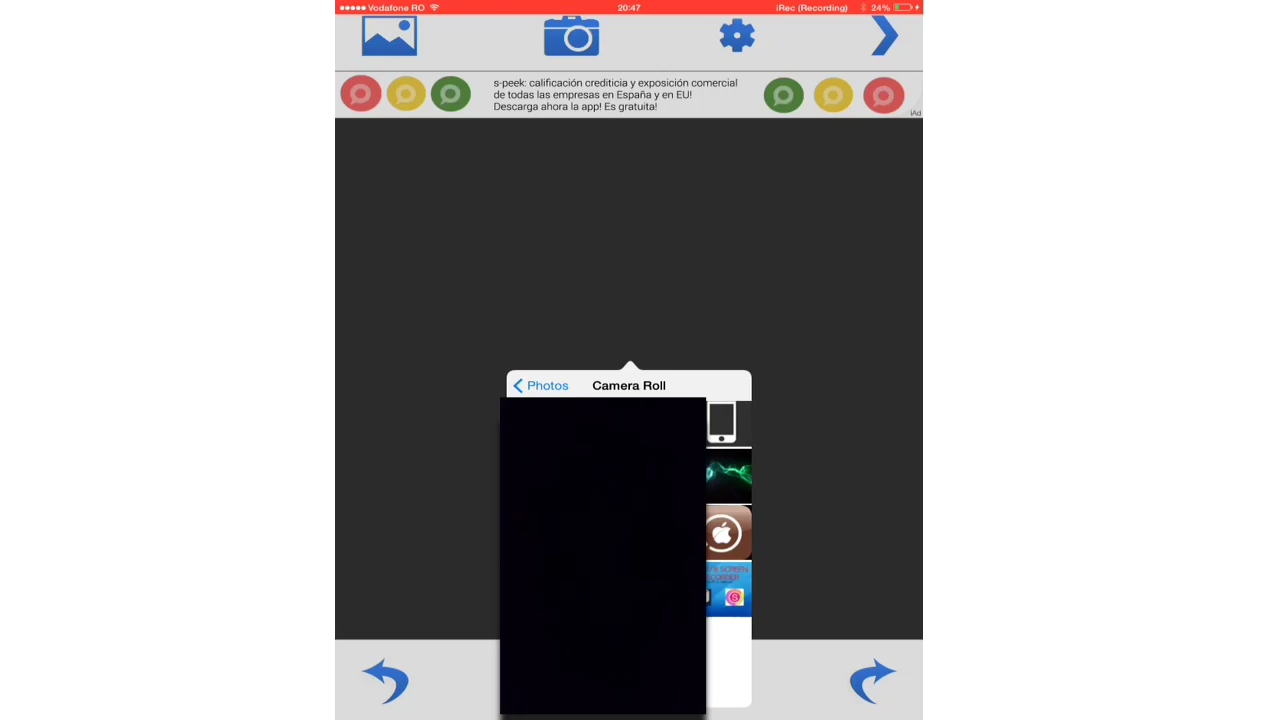 Vodafone RO
20:47
iRec (Recording)
24%
s-peek: calificación crediticia y exposición comercial
de todas las empresas en España y en EU!
Descarga ahora la app! Es gratuita!
iAd
Photos
Camera Roll
SCREEN
S